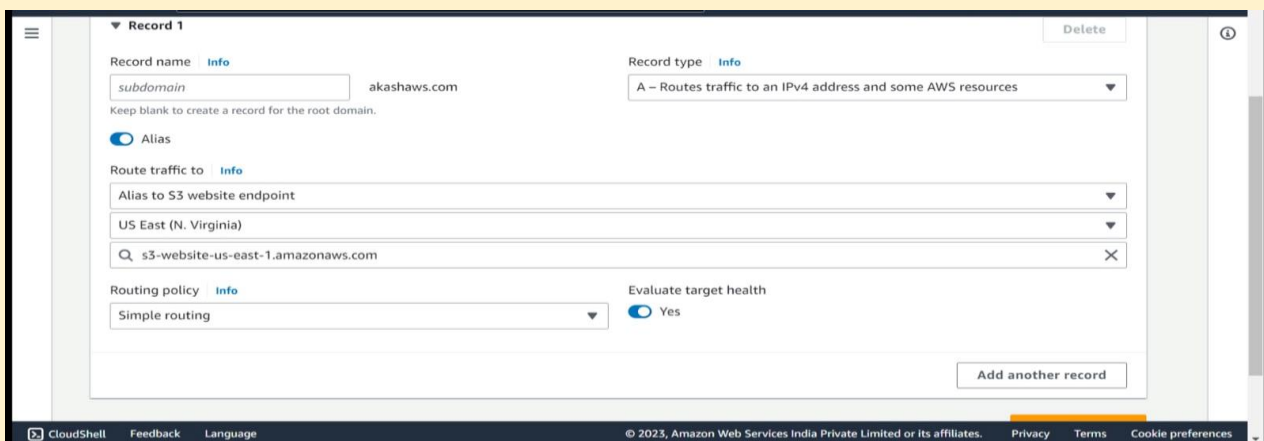 ▼ Record 1
Delete
Record name Info
Record type Info
subdomain
akashaws.com
A – Routes traffic to an IPv4 address and some AWS resources
Keep blank to create a record for the root domain.
Alias
Route traffic to Info
Alias to S3 website endpoint
US East (N. Virginia)
s3-website-us-east-1.amazonaws.com
Routing policy Info
Evaluate target health
Simple routing
Yes
Add another record
CloudShell Feedback Language © 2023, Amazon Web Services India Private Limited or its affiliates. Privacy Terms Cookie preferences